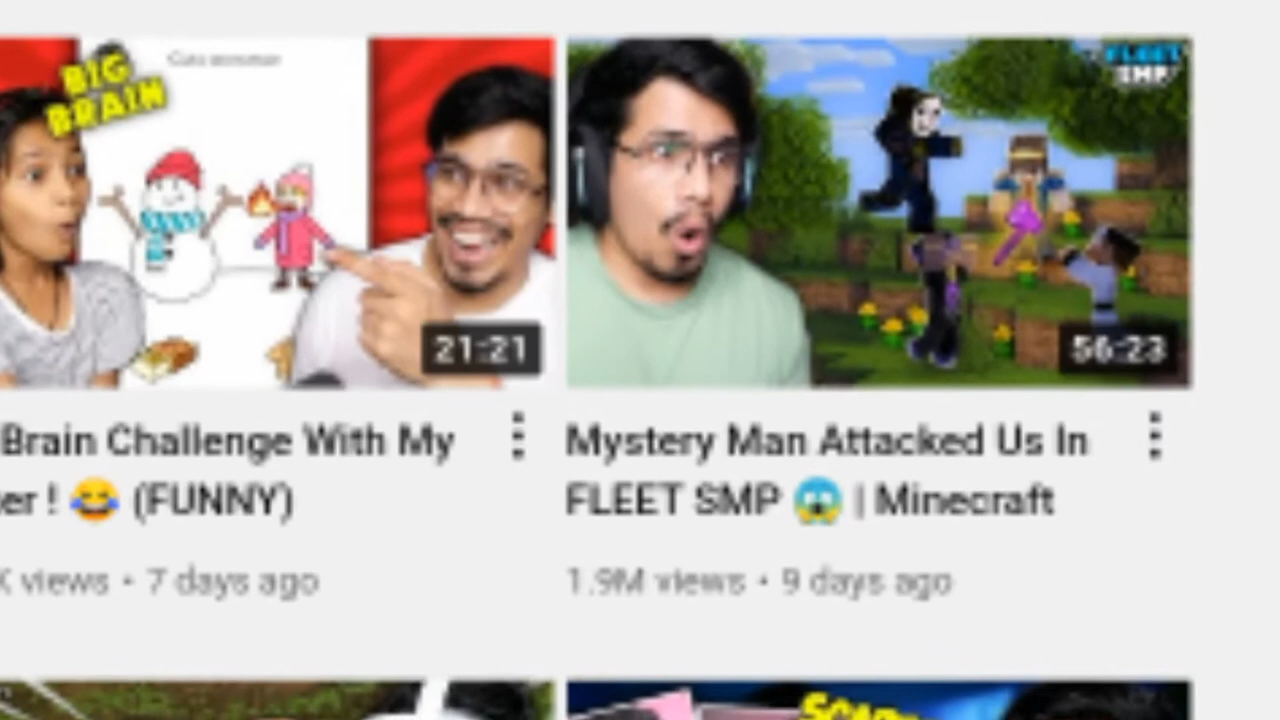 BIG
BRAIN
21:21
Brain Challenge With My
er ! 😂 (FUNNY)
K views • 7 days ago
FLEET
SMP
56:23
Mystery Man Attacked Us In
FLEET SMP 😱 | Minecraft
1.9M views • 9 days ago